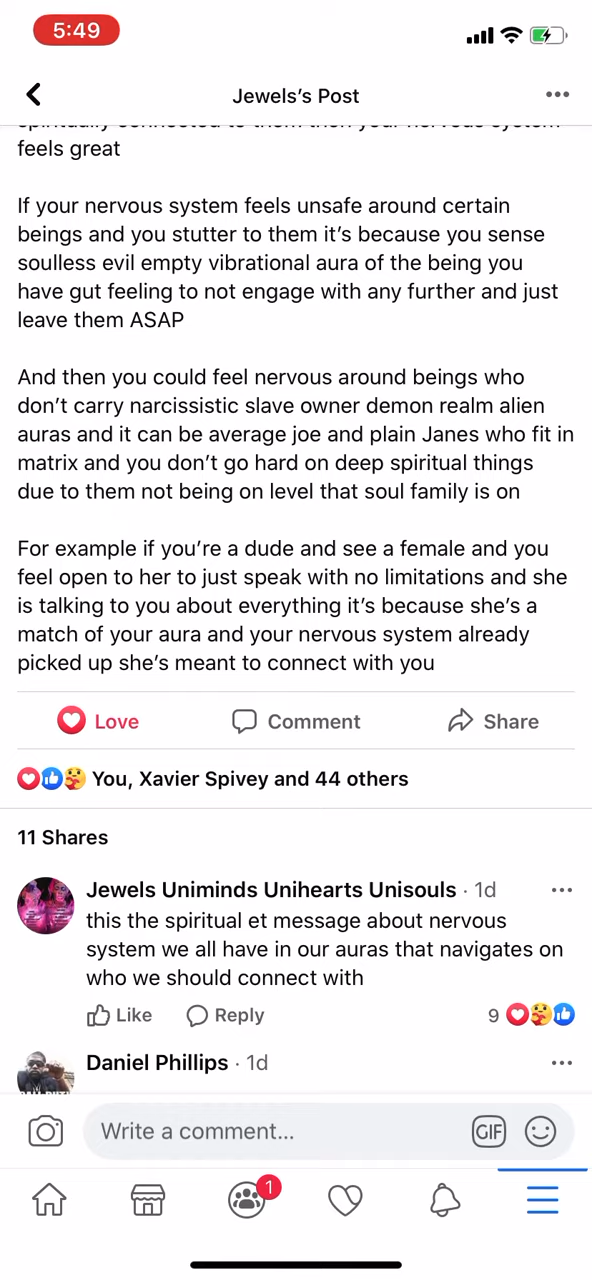 5:49
Jewels's Post
spiritually connected to them then your nervous system
feels great
If your nervous system feels unsafe around certain
beings and you stutter to them it's because you sense
soulless evil empty vibrational aura of the being you
have gut feeling to not engage with any further and just
leave them ASAP
And then you could feel nervous around beings who
don't carry narcissistic slave owner demon realm alien
auras and it can be average joe and plain Janes who fit in
matrix and you don't go hard on deep spiritual things
due to them not being on level that soul family is on
For example if you're a dude and see a female and you
feel open to her to just speak with no limitations and she
is talking to you about everything it's because she's a
match of your aura and your nervous system already
picked up she's meant to connect with you
Love Comment Share
You, Xavier Spivey and 44 others
11 Shares
Jewels Uniminds Unihearts Unisouls · 1d
this the spiritual et message about nervous
system we all have in our auras that navigates on
who we should connect with
Like Reply 9
Daniel Phillips · 1d
Write a comment...
GIF
1